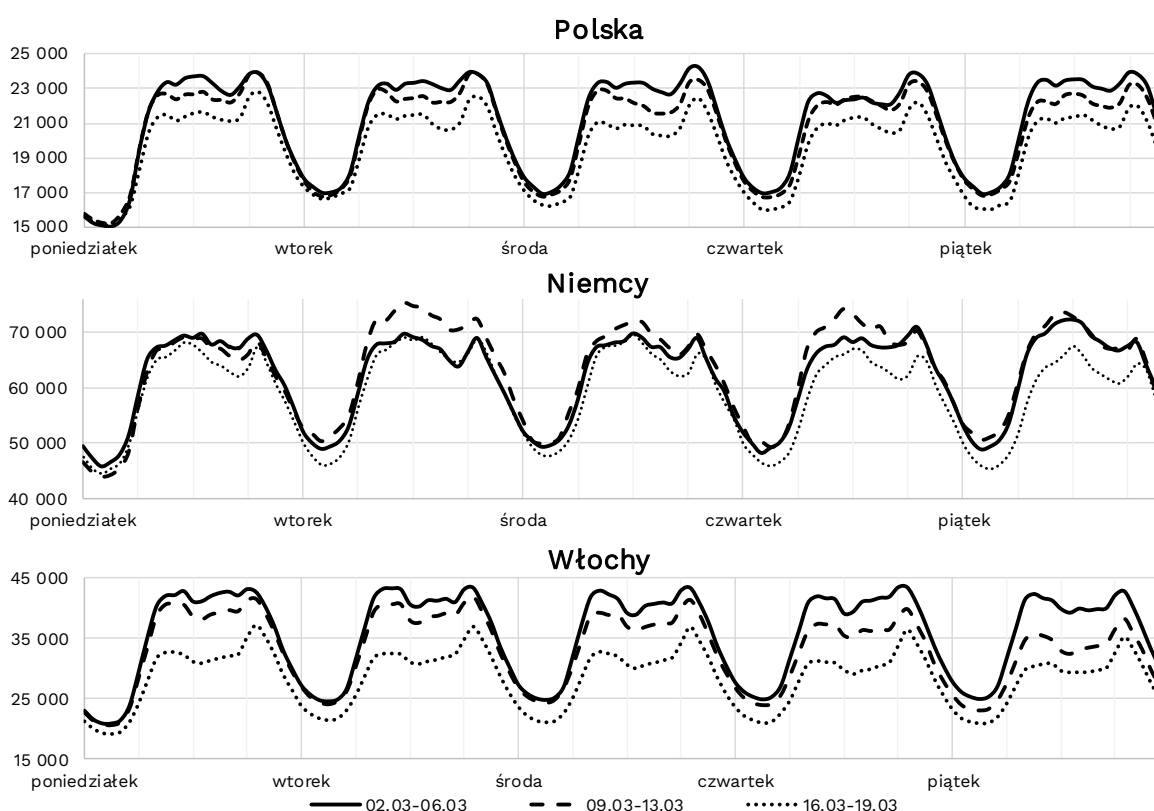 Polska
25 000
23 000
21 000
19 000
17 000
15 000
poniedziałek wtorek środa czwartek piątek
Niemcy
70 000
60 000
50 000
40 000
poniedziałek wtorek środa czwartek piątek
Włochy
45 000
35 000
25 000
15 000
poniedziałek wtorek środa czwartek piątek
02.03-06.03 09.03-13.03 16.03-19.03